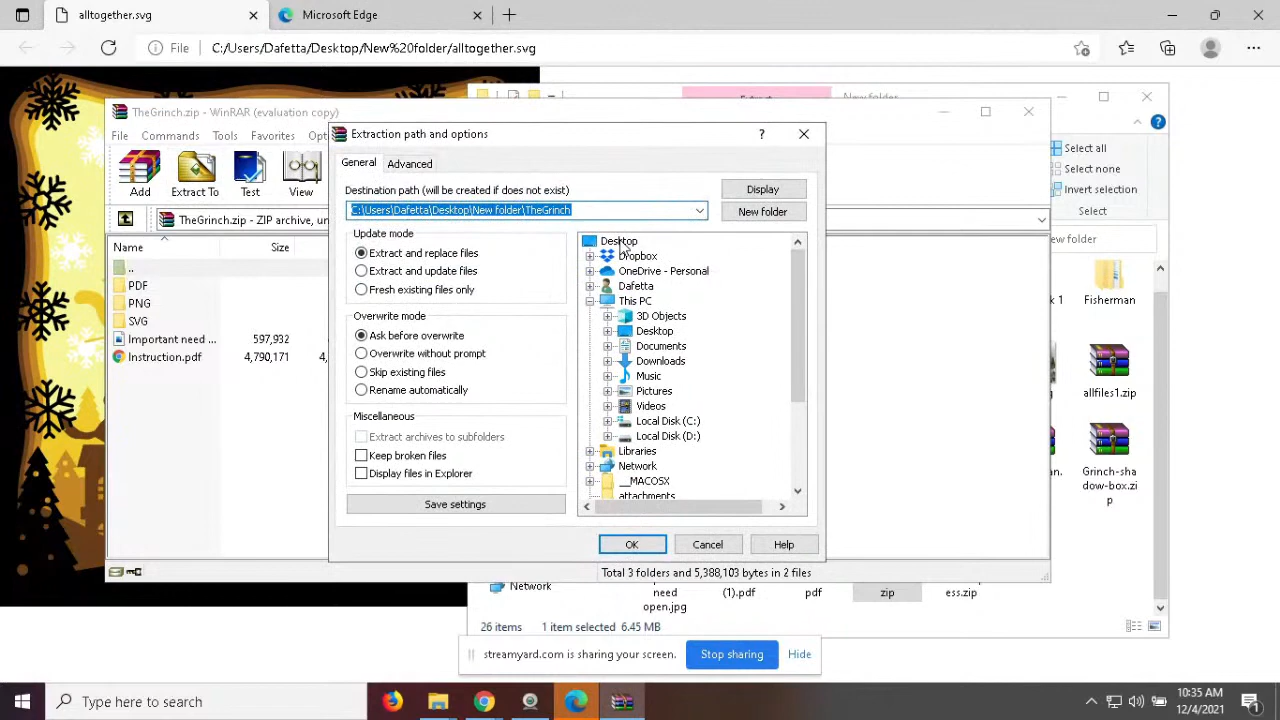 alltogether.svg
Microsoft Edge
File C:/Users/Dafetta/Desktop/New%20folder/alltogether.svg
New folder
TheGrinch.zip - WinRAR (evaluation copy)
File Commands Tools Favorites Opt
Add Extract To Test View
TheGrinch.zip - ZIP archive, un
Name Size
..
PDF
PNG
SVG
Important need ... 597,932
Instruction.pdf 4,790,171 4,
Extraction path and options
General Advanced
Destination path (will be created if does not exist)
Display
C:\Users\Dafetta\Desktop\New folder\TheGrinch
New folder
Update mode
Extract and replace files
Extract and update files
Fresh existing files only
Overwrite mode
Ask before overwrite
Overwrite without prompt
Skip existing files
Rename automatically
Miscellaneous
Extract archives to subfolders
Keep broken files
Display files in Explorer
Save settings
Desktop
Dropbox
OneDrive - Personal
Dafetta
This PC
3D Objects
Desktop
Documents
Downloads
Music
Pictures
Videos
Local Disk (C:)
Local Disk (D:)
Libraries
Network
__MACOSX
attachments
OK Cancel Help
Total 3 folders and 5,388,103 bytes in 2 files
Select all
Select none
Invert selection
Select
ew folder
k 1
Fisherman
allfiles1.zip
an.
Grinch-sha
dow-box.zi
p
Network
need
open.jpg
(1).pdf
pdf
zip
ess.zip
26 items 1 item selected 6.45 MB
streamyard.com is sharing your screen. Stop sharing Hide
Type here to search
10:35 AM
12/4/2021
1